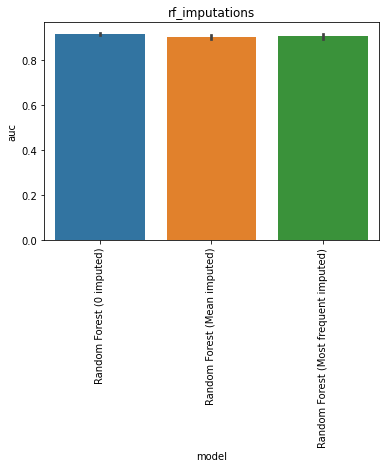 rf_imputations
auc
0.8
0.6
0.4
0.2
0.0
Random Forest (0 imputed)
Random Forest (Mean imputed)
Random Forest (Most frequent imputed)
model